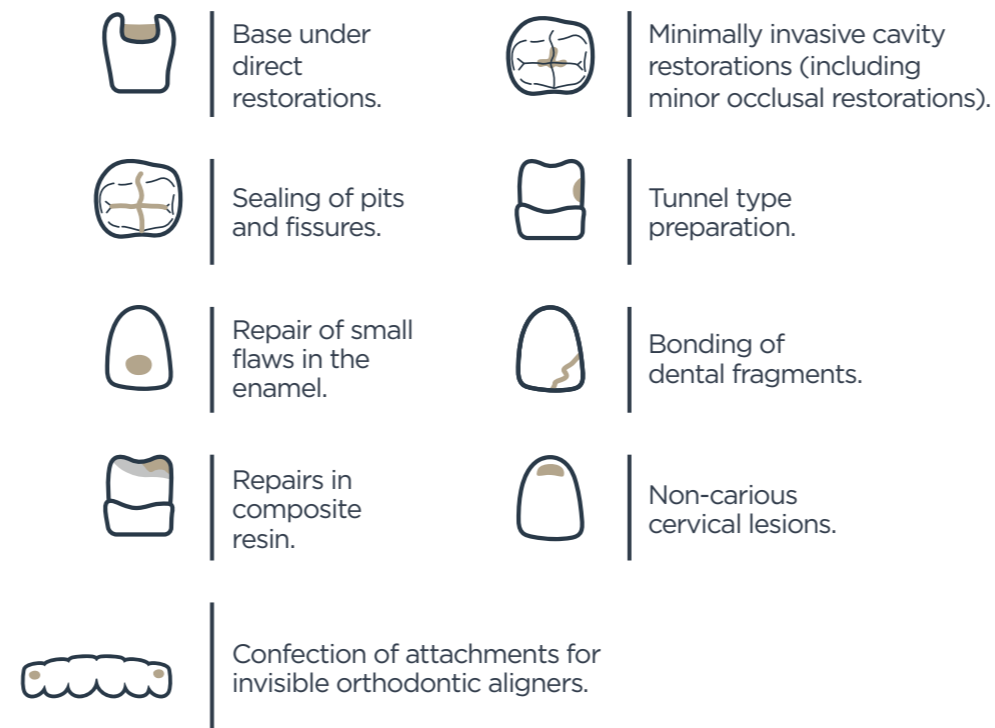 Base under
direct
restorations.
Minimally invasive cavity
restorations (including
minor occlusal restorations).
Sealing of pits
and fissures.
Tunnel type
preparation.
Repair of small
flaws in the
enamel.
Bonding of
dental fragments.
Repairs in
composite
resin.
Non-carious
cervical lesions.
Confection of attachments for
invisible orthodontic aligners.